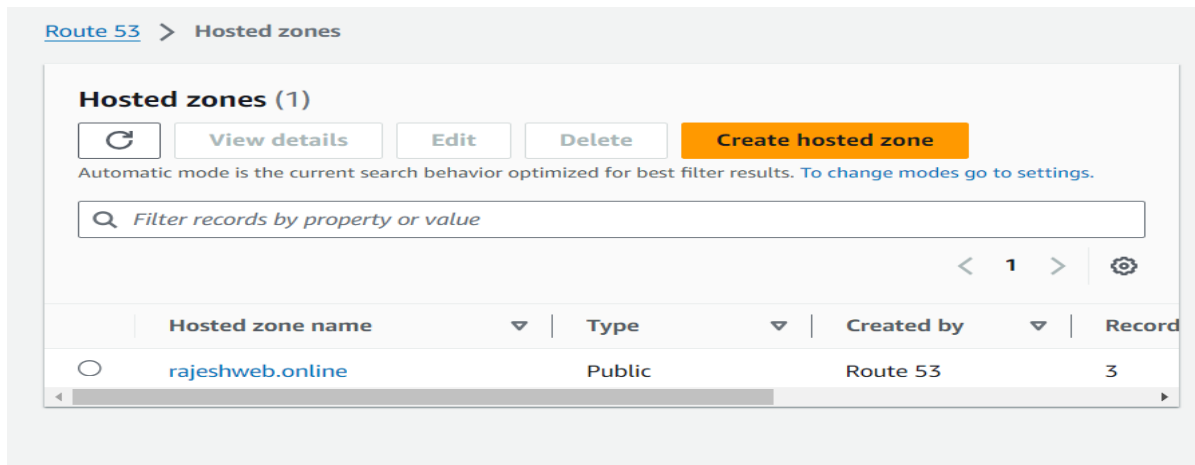 Route 53 > Hosted zones
Hosted zones (1)
View details Edit Delete Create hosted zone
Automatic mode is the current search behavior optimized for best filter results. To change modes go to settings.
Filter records by property or value
< 1 >
Hosted zone name Type Created by Record
rajeshweb.online Public Route 53 3